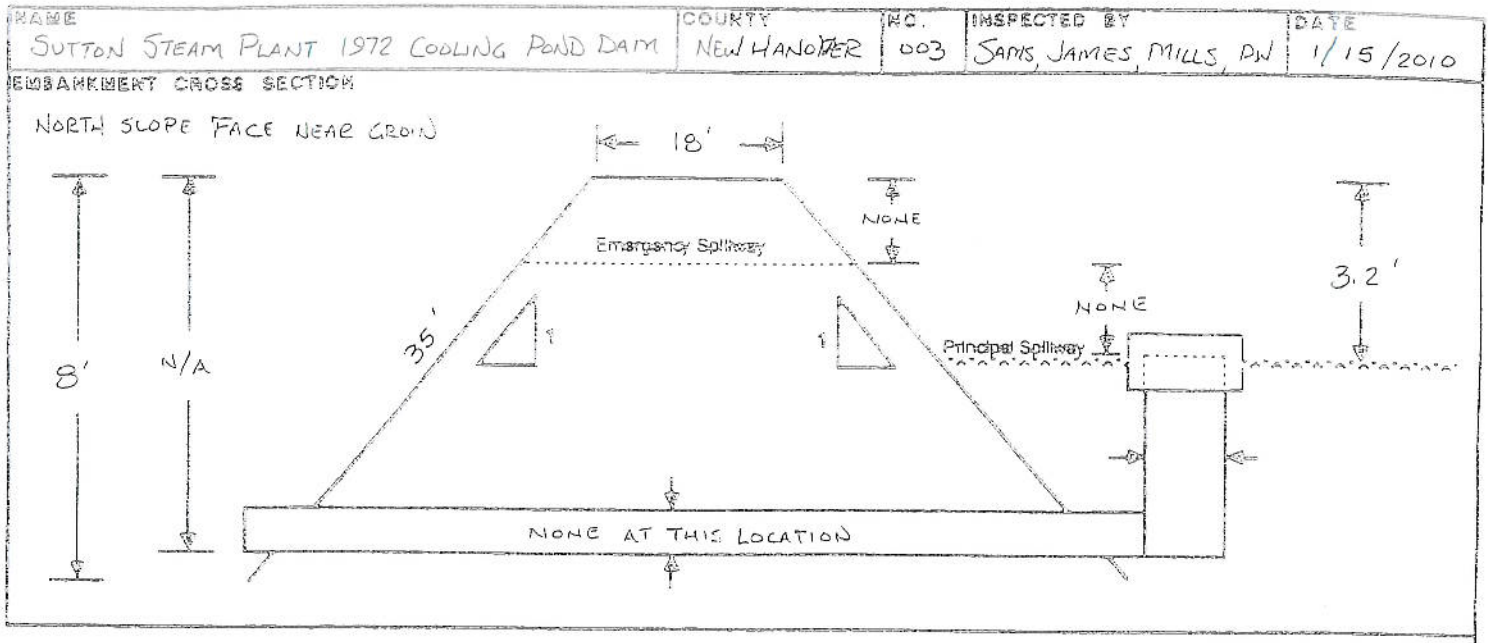 NAME COUNTY NO. INSPECTED BY DATE
SUTTON STEAM PLANT 1972 COOLING POND DAM NEW HANOVER 003 SAMS, JAMES, MILLS, PW 1/15/2010
EMBANKMENT CROSS SECTION
NORTH SLOPE FACE NEAR GROIN
18'
NONE
Emergency Spillway
3.2'
NONE
35'
1
1
Principal Spillway
8'
N/A
NONE AT THIS LOCATION